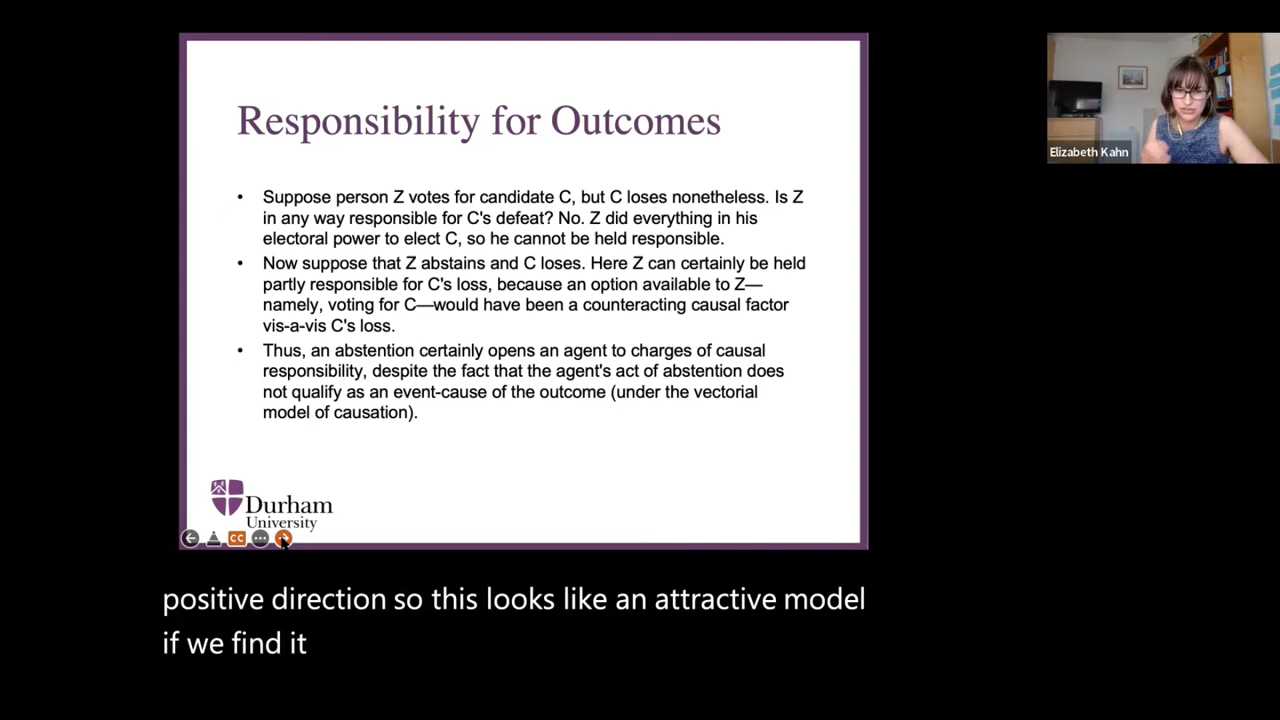 Responsibility for Outcomes
• Suppose person Z votes for candidate C, but C loses nonetheless. Is Z
in any way responsible for C's defeat? No. Z did everything in his
electoral power to elect C, so he cannot be held responsible.
• Now suppose that Z abstains and C loses. Here Z can certainly be held
partly responsible for C's loss, because an option available to Z—
namely, voting for C—would have been a counteracting causal factor
vis-a-vis C's loss.
• Thus, an abstention certainly opens an agent to charges of causal
responsibility, despite the fact that the agent's act of abstention does
not qualify as an event-cause of the outcome (under the vectorial
model of causation).
Durham
University
CC
Elizabeth Kahn
positive direction so this looks like an attractive model
if we find it